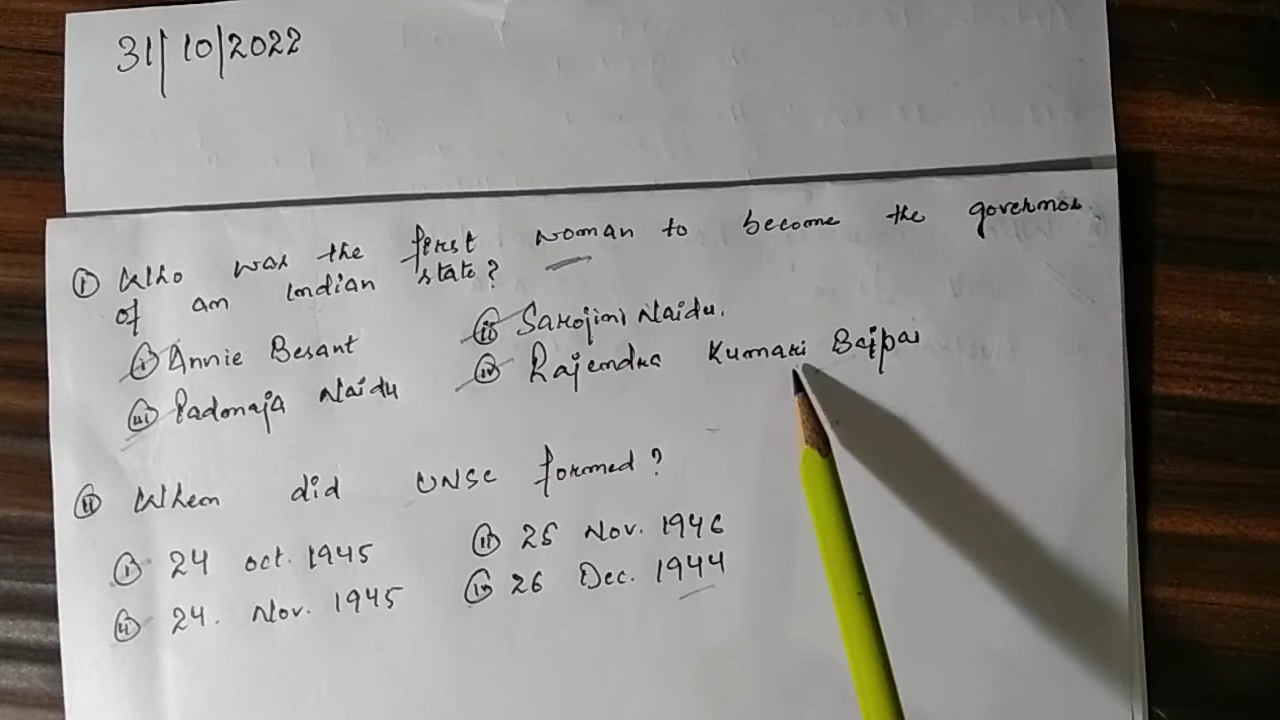 31/10/2022
① Who was the first woman to become the governor
of an Indian state?
ⓘ Annie Besant ⓘⓘ Sarojini Naidu.
ⓘⓘⓘ Padmaja Naidu ⓘⓥ Rajendra Kumari Bajpai
ⓘⓘ When did UNSC formed?
ⓘ 24 oct. 1945 ⓘⓘ 25 Nov. 1946
ⓘⓘ 24. Nov. 1945 ⓘⓥ 26 Dec. 1944